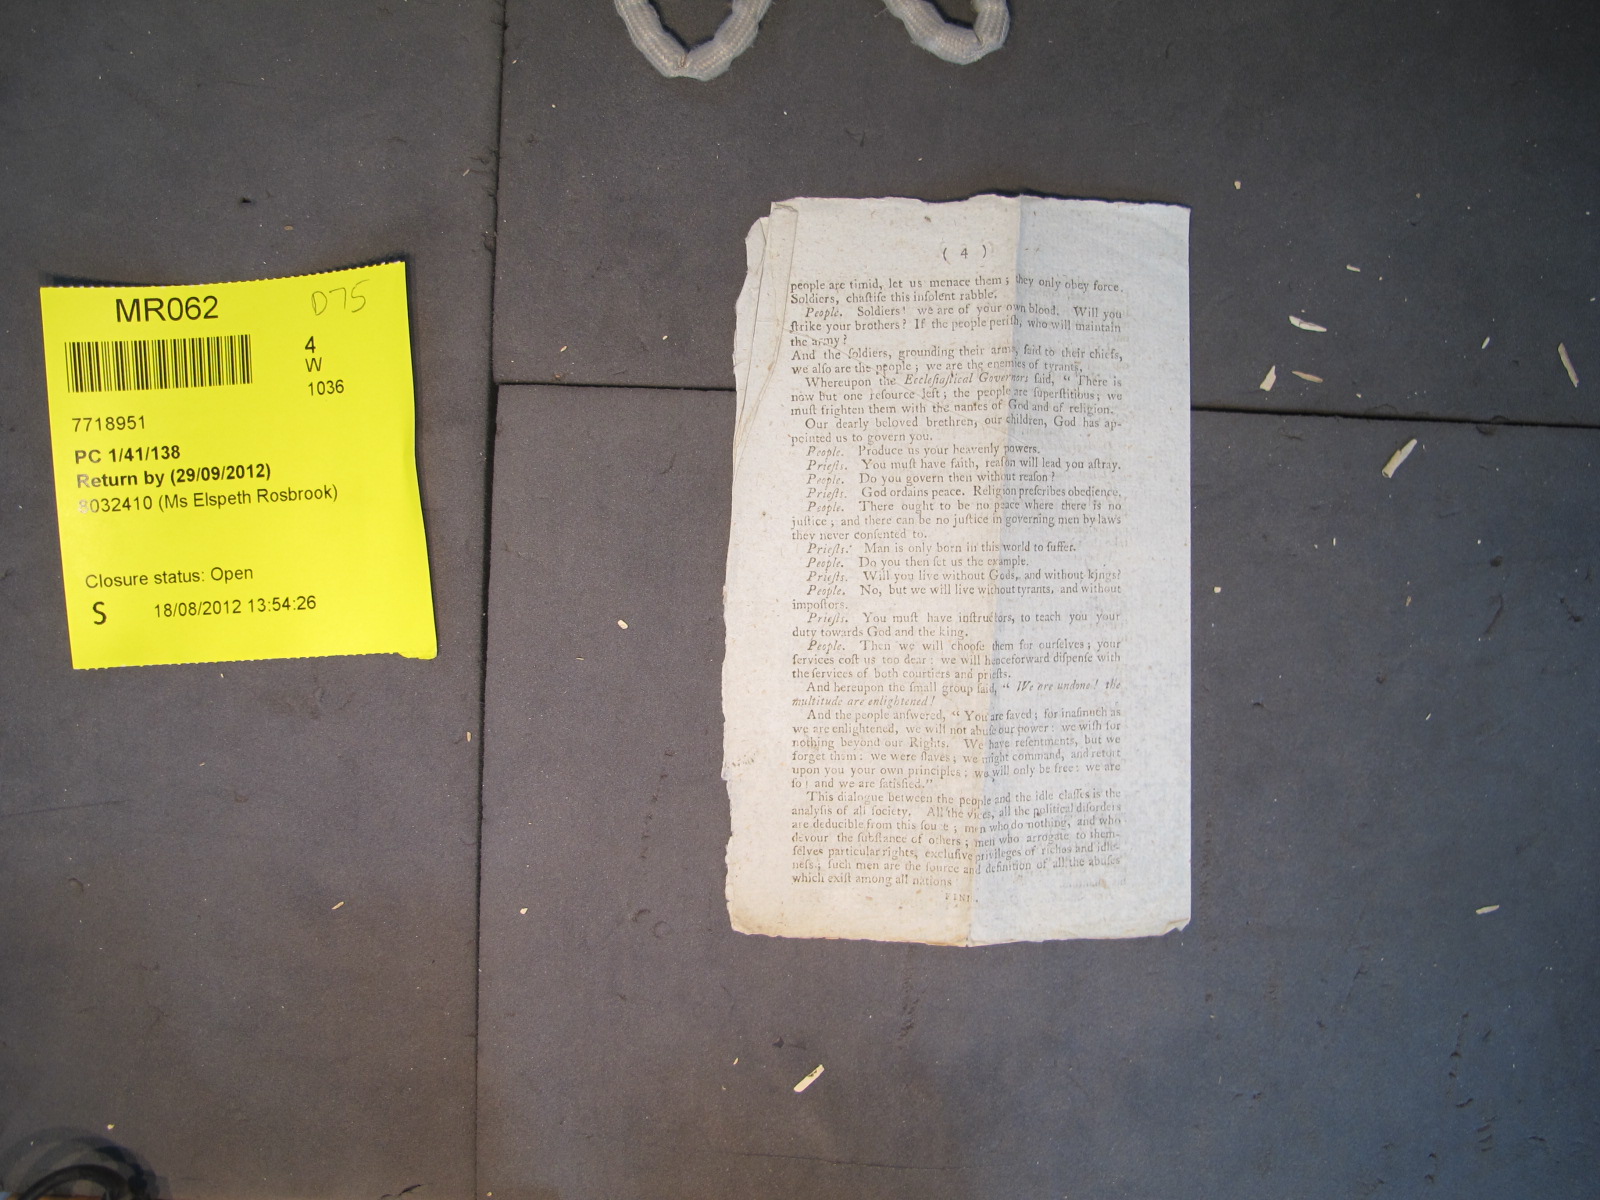 MR062
D75
4
W
1036
7718951
PC 1/41/138
Return by (29/09/2012)
8032410 (Ms Elspeth Rosbrook)
Closure status: Open
S 18/08/2012 13:54:26
( 4 )
people are timid, let us menace them; they only obey force.
Soldiers, chaſtiſe this inſolent rabble.
People. Soldiers! we are of your own blood. Will you
ſtrike your brothers? If the people periſh, who will maintain
the army?
And the ſoldiers, grounding their arms, ſaid to their chiefs,
we alſo are the people; we are the enemies of tyrants.
Whereupon the Eccleſiaſtical Governors ſaid, “ There is
now but one reſource left; the people are ſuperſtitious; we
muſt frighten them with the names of God and of religion.
Our dearly beloved brethren, our children, God has ap-
pointed us to govern you.
People. Produce us your heavenly powers.
Prieſts. You muſt have faith, reaſon will lead you aſtray.
People. Do you govern then without reaſon?
Prieſts. God ordains peace. Religion preſcribes obedience.
People. There ought to be no peace where there is no
juſtice; and there can be no juſtice in governing men by laws
they never conſented to.
Prieſts. Man is only born in this world to ſuffer.
People. Do you then ſet us the example.
Prieſts. Will you live without Gods, and without kings?
People. No, but we will live without tyrants, and without
impoſtors.
Prieſts. You muſt have inſtructors, to teach you your
duty towards God and the king.
People. Then we will chooſe them for ourſelves; your
ſervices coſt us too dear: we will henceforward diſpenſe with
the ſervices of both courtiers and prieſts.
And hereupon the ſmall group ſaid, “ We are undone! the
multitude are enlightened!
And the people anſwered, “ You are ſaved; for inaſmuch as
we are enlightened, we will not abuſe our power: we wiſh for
nothing beyond our Rights. We have reſentments, but we
forget them: we were ſlaves; we might command, and retort
upon you your own principles; we will only be free: we are
ſo! and we are ſatisfied.”
This dialogue between the people and the idle claſſes is the
analyſis of all ſociety. All the vices, all the political diſorders
are deducible from this; men who do nothing, and who
devour the ſubſtance of others; men who arrogate to them-
ſelves particular rights, excluſive privileges of riches and idle-
neſs; ſuch men are the ſource and definition of all the abuſes
which exiſt among all nations
FINIS.